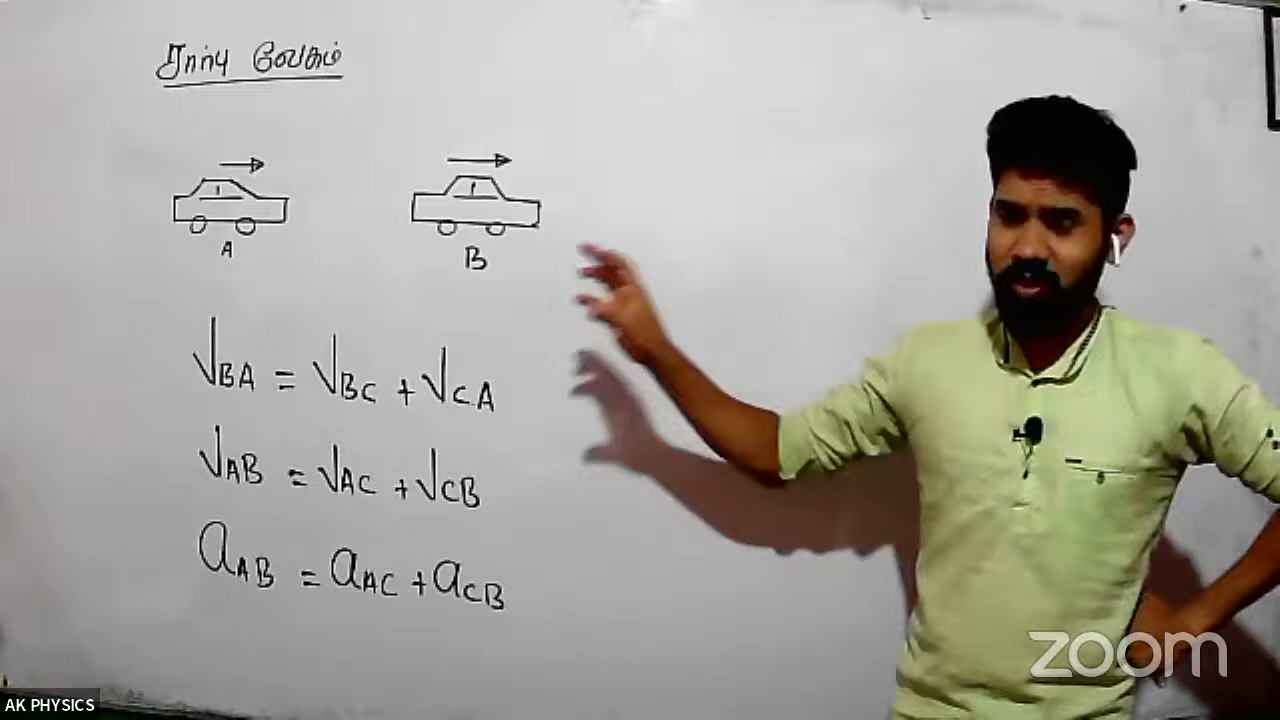 சார்பு வேகம்
A
B
VBA = VBC + VCA
VAB = VAC + VCB
aAB = aAC + aCB
zoom
AK PHYSICS